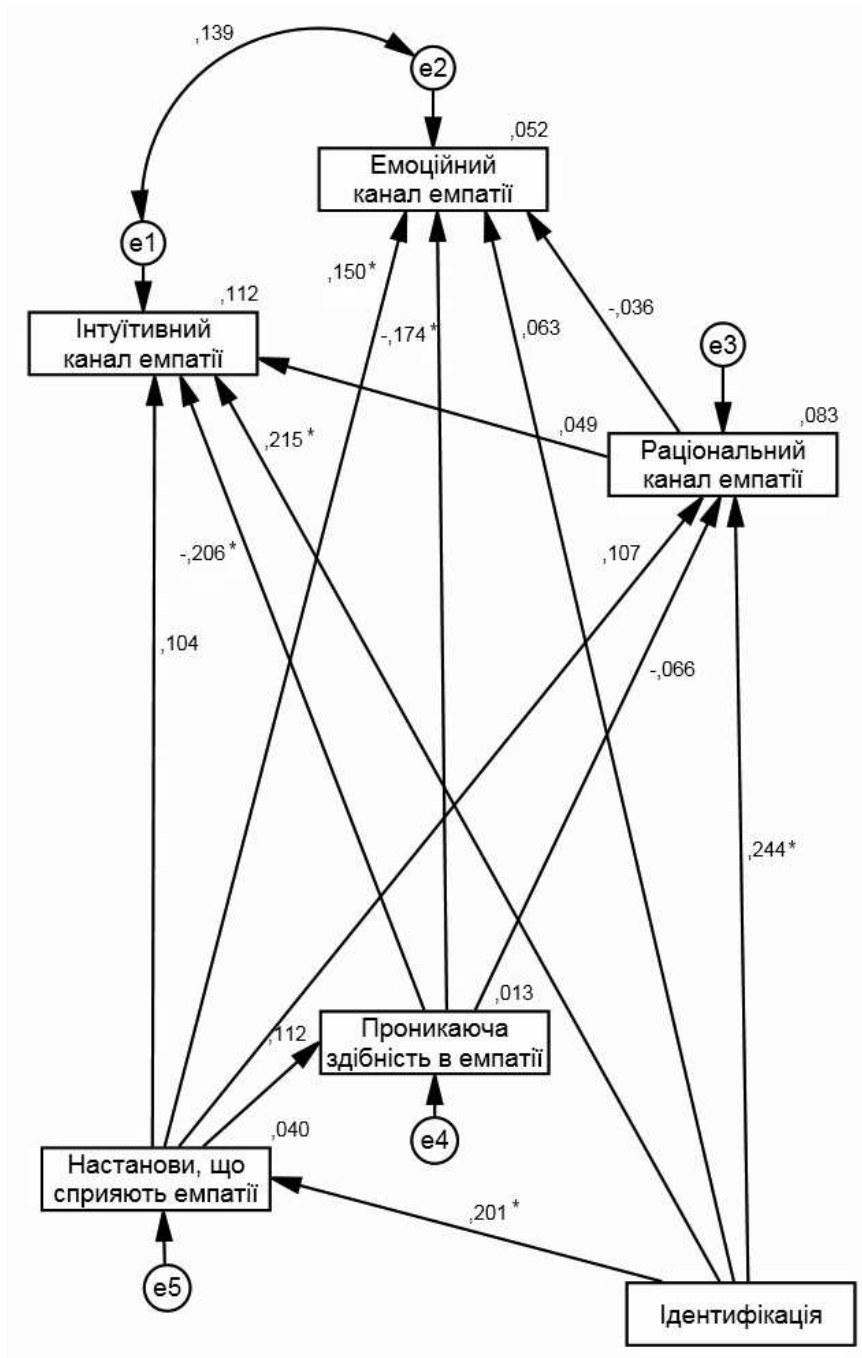 ,139
e2
,052
Емоційний
канал емпатії
e1
,112
Інтуїтивний
канал емпатії
,150*
-,174*
,063
-,036
e3
,083
Раціональний
канал емпатії
,049
,215*
-,206*
,107
,104
-,066
,244*
,013
Проникаюча
здібність в емпатії
,112
e4
,040
Настанови, що
сприяють емпатії
,201*
e5
Ідентифікація